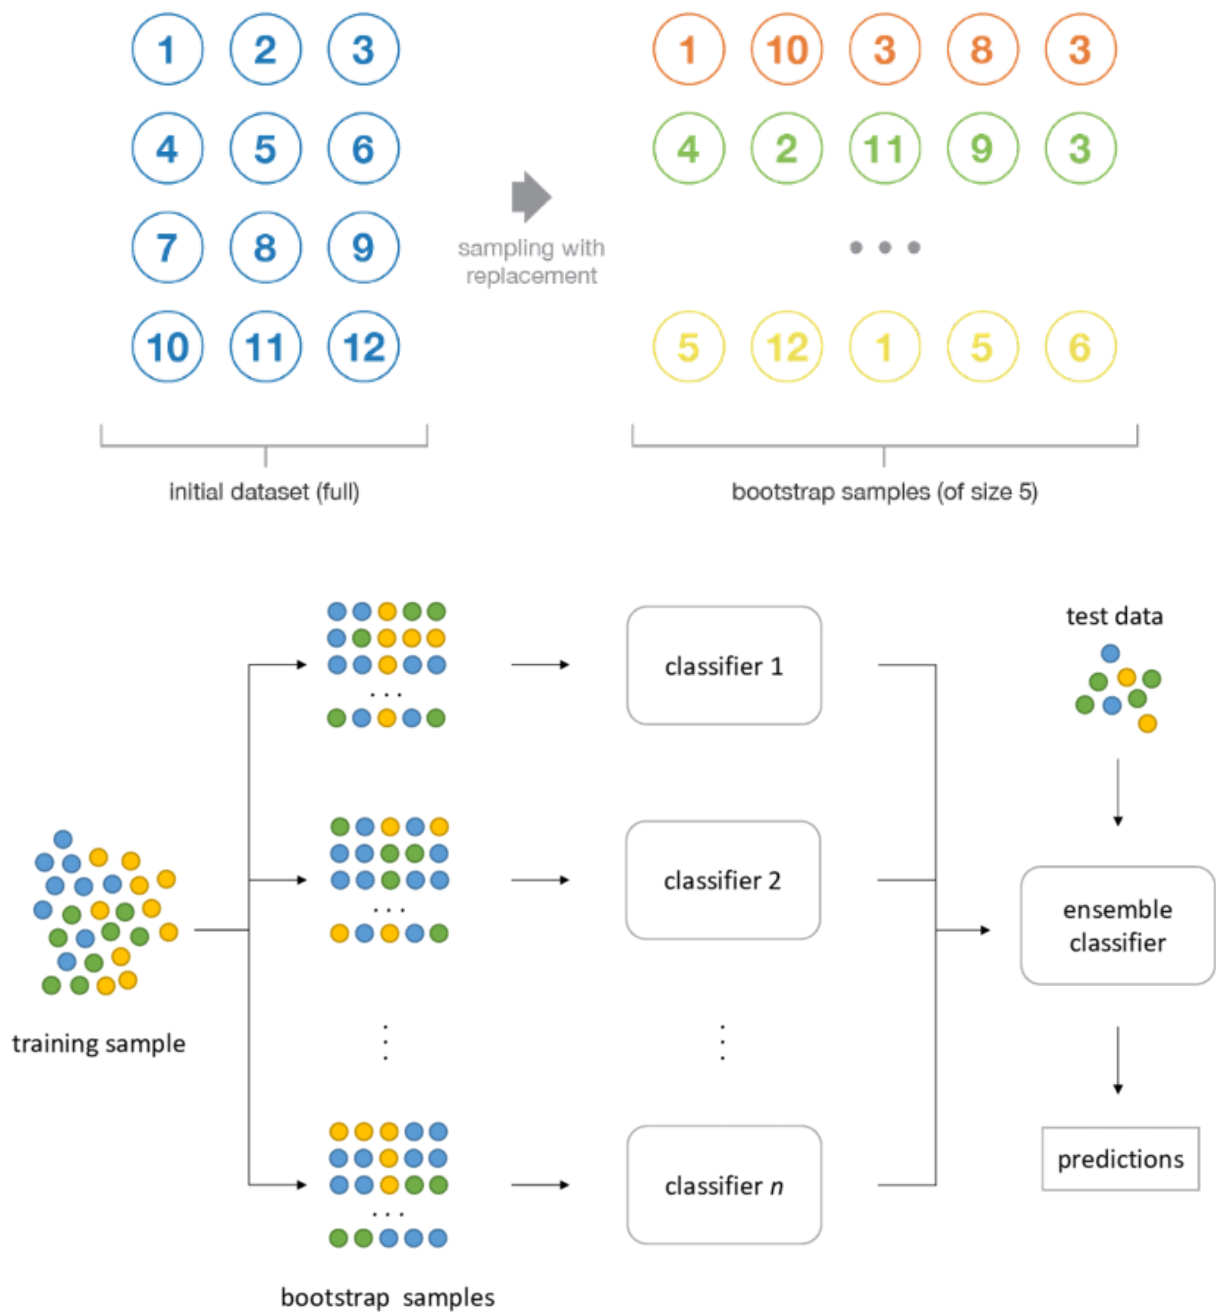 1 2 3
1 10 3 8 3
4 5 6
4 2 11 9 3
sampling with
replacement
7 8 9
10 11 12
5 12 1 5 6
initial dataset (full)
bootstrap samples (of size 5)
test data
classifier 1
classifier 2
ensemble
classifier
training sample
classifier n
predictions
bootstrap samples